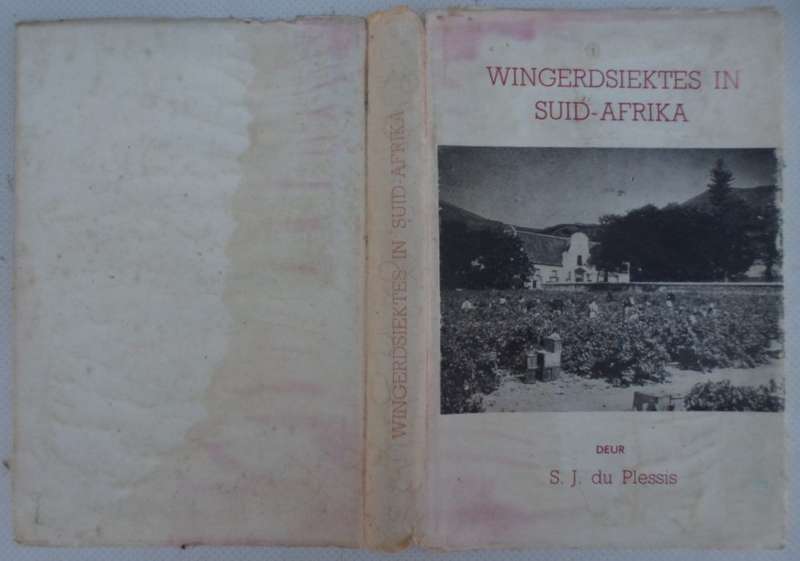 WINGERDSIEKTES IN SUID-AFRIKA
WINGERDSIEKTES IN
SUID-AFRIKA
DEUR
S. J. du Plessis